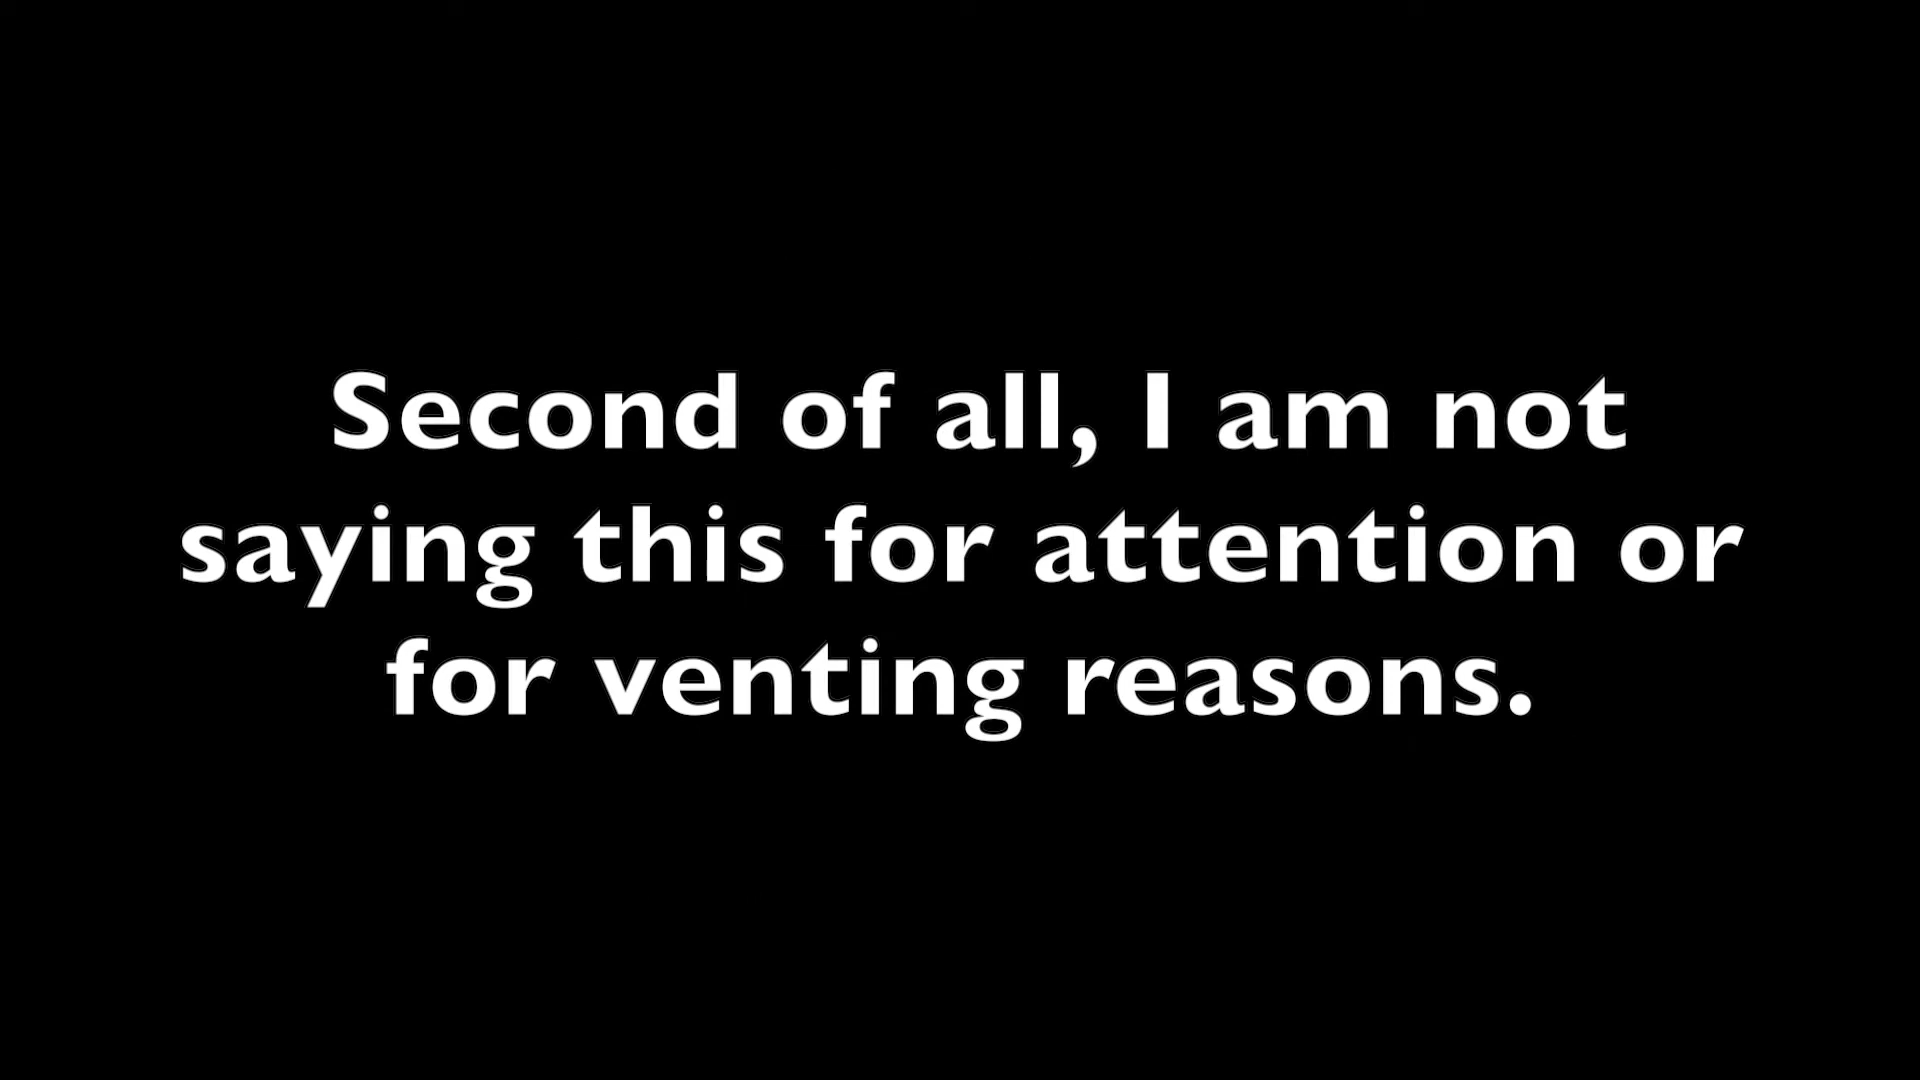 Second of all, I am not
saying this for attention or
for venting reasons.